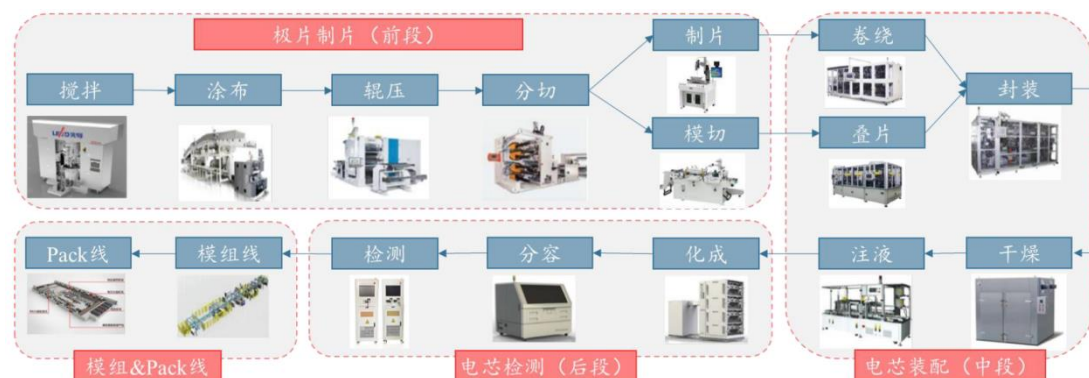 极片制片（前段）
搅拌
涂布
辊压
分切
制片
模切
卷绕
叠片
封装
Pack线
模组线
检测
分容
化成
注液
干燥
模组&Pack线
电芯检测（后段）
电芯装配（中段）